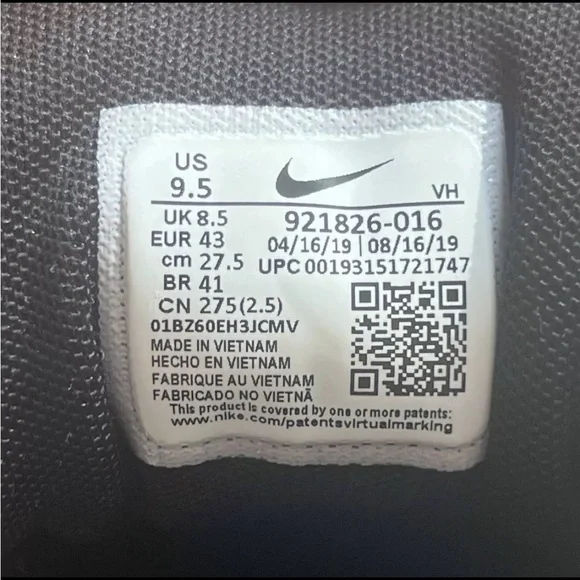 US
9.5
VH
UK 8.5
EUR 43
cm 27.5
BR 41
CN 275(2.5)
921826-016
04/16/19 | 08/16/19
UPC 00193151721747
01BZ60EH3JCMV
MADE IN VIETNAM
HECHO EN VIETNAM
FABRIQUE AU VIETNAM
FABRICADO NO VIETNÃ
This product is covered by one or more patents:
www.nike.com/patentsvirtualmarking